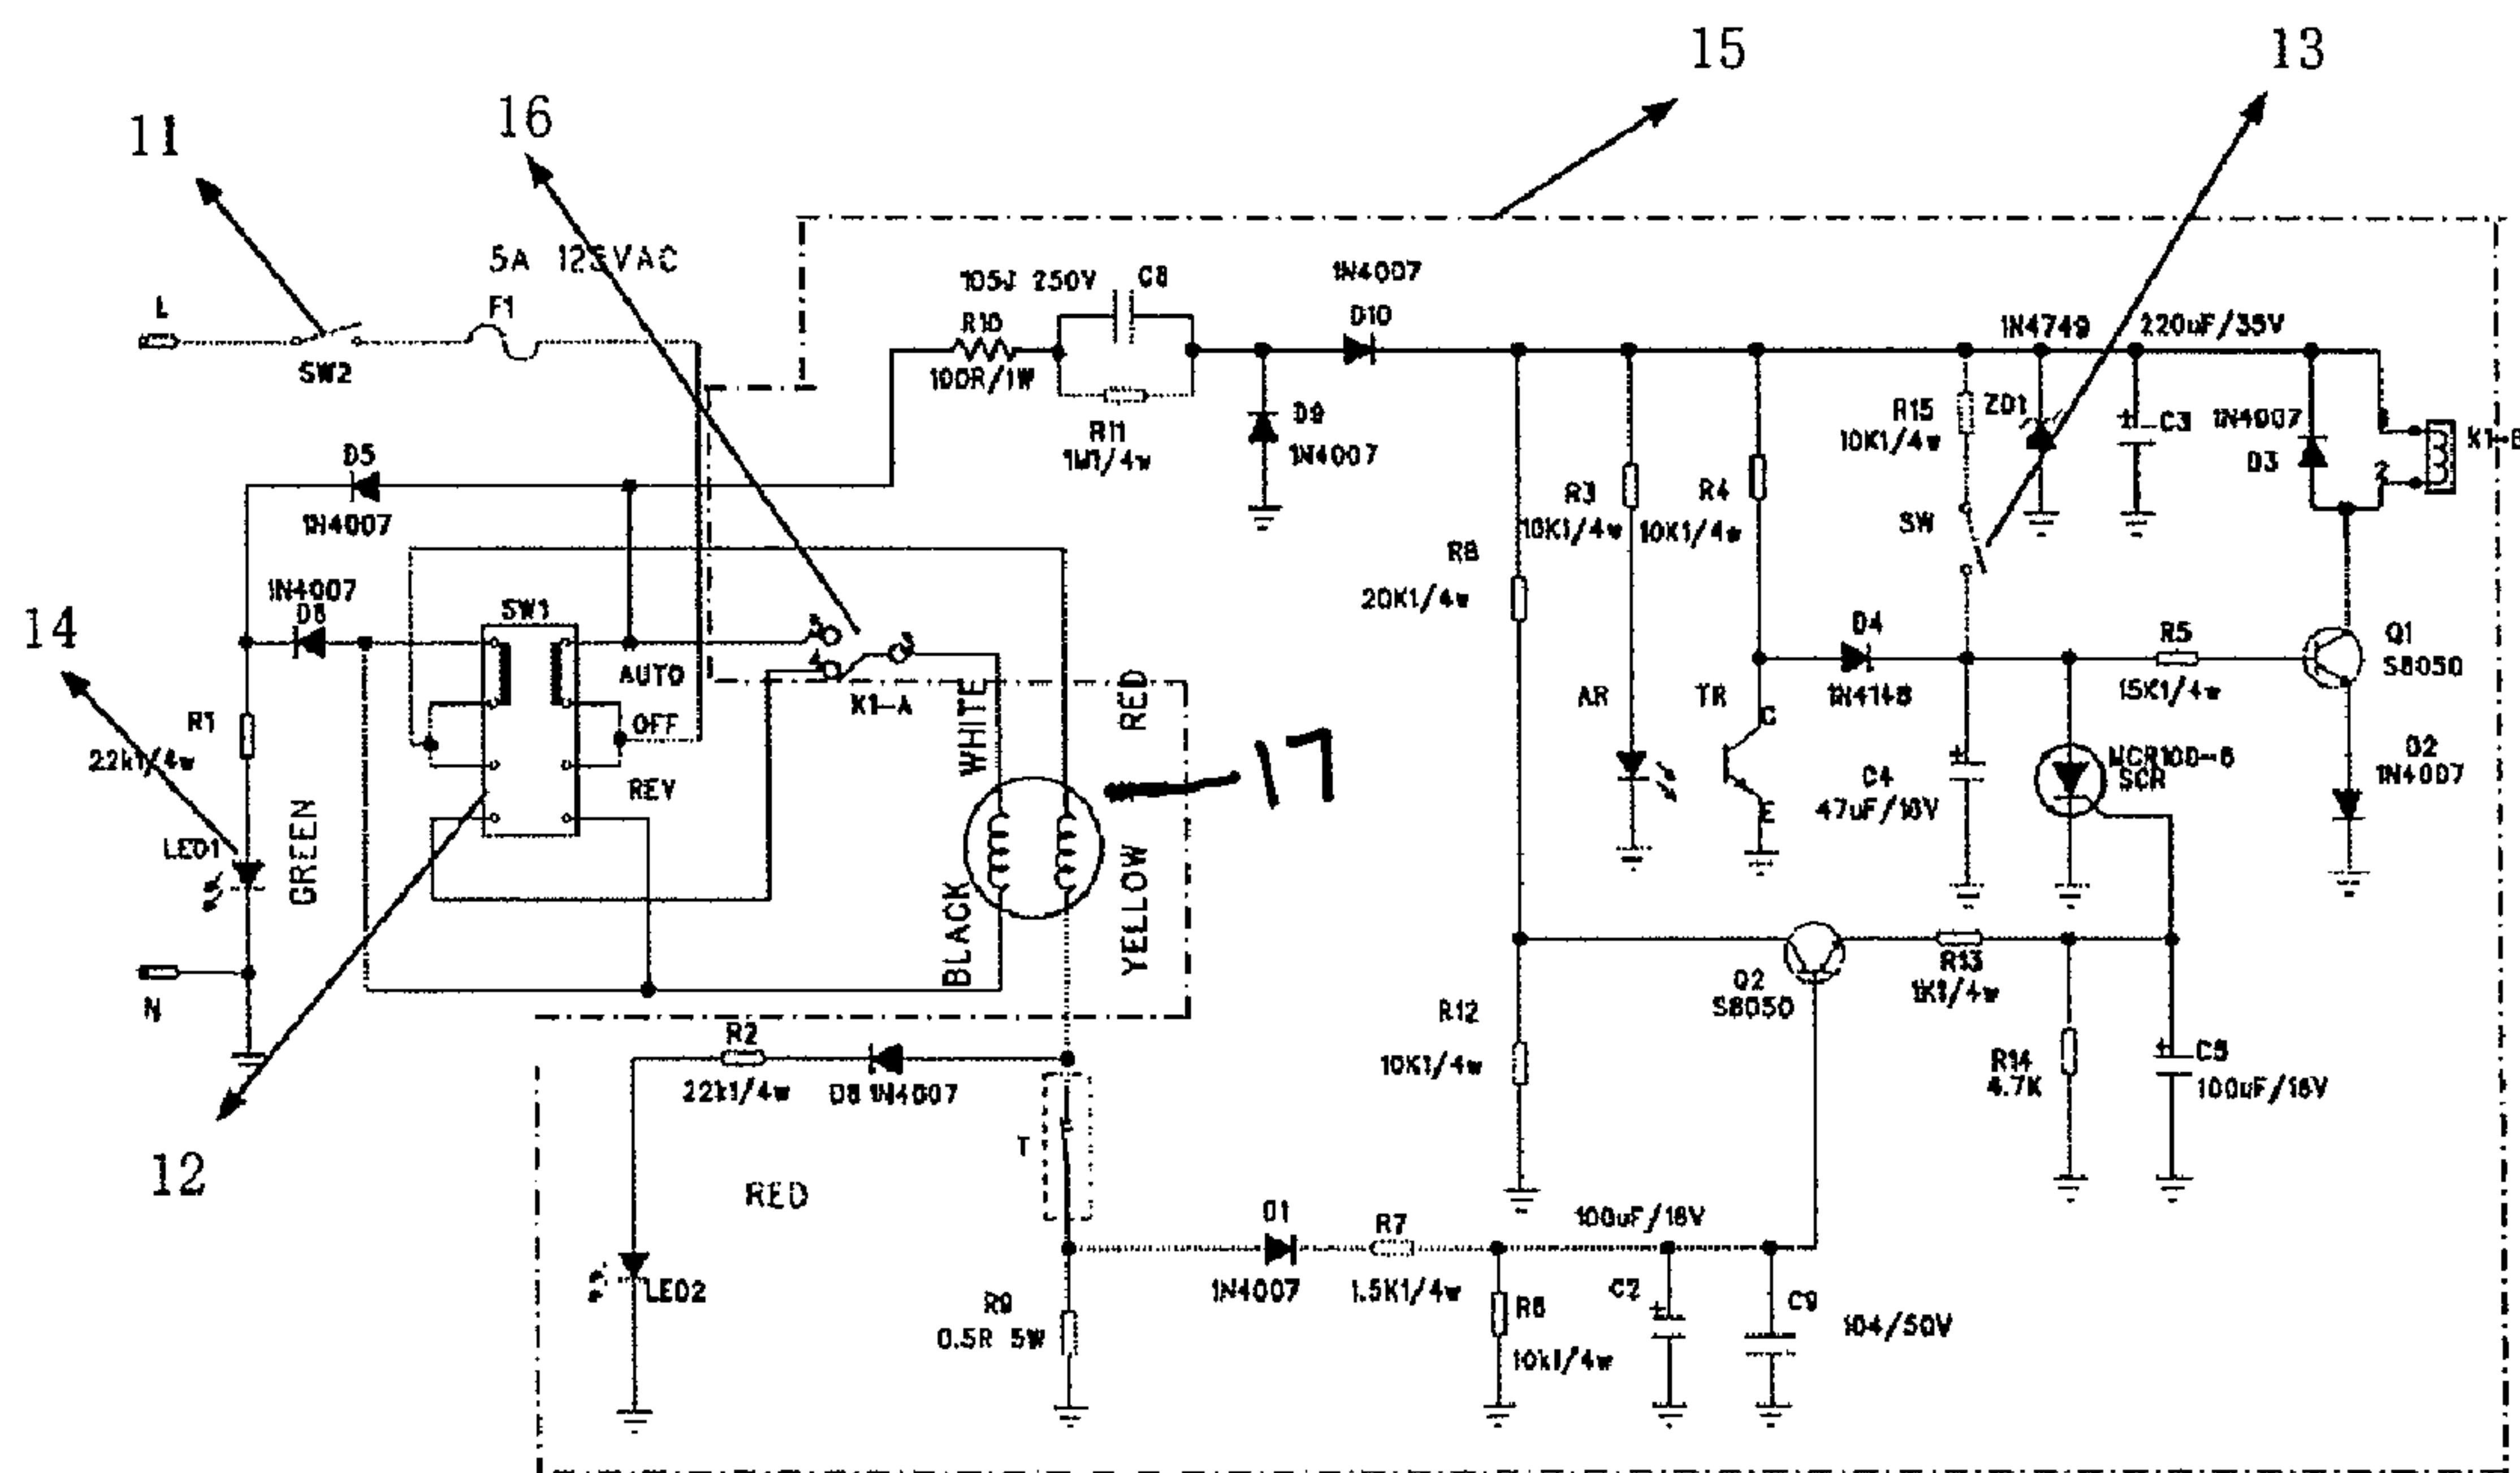 15
13
16
11
5A 125VAC
L
F1
SW2
105J 250V
C8
R10
100R/1W
R11
1M1/4w
1N4007
D10
D9
1N4007
1N4749
220uF/35V
R15
10K1/4w
ZD1
C3
1N4007
D3
2
D5
1N4007
R3
10K1/4w
R4
10K1/4w
SW
R8
20K1/4w
1N4007
D6
SW1
14
AUTO
OFF
REV
K1-A
5
4
3
WHITE
RED
17
BLACK
YELLOW
R1
22k1/4w
LED1
GREEN
N
12
AR
TR
C
E
D4
1N4148
R5
15K1/4w
Q1
S8050
C4
47uF/16V
MCR100-6
SCR
D2
1N4007
Q2
S8050
R13
1K1/4w
R12
10K1/4w
R14
4.7K
C5
100uF/16V
R2
22k1/4w
D8 1N4007
T
RED
LED2
R9
0.5R 5W
D1
1N4007
R7
1.5K1/4w
100uF/16V
R6
10k1/4w
C2
C9
104/50V